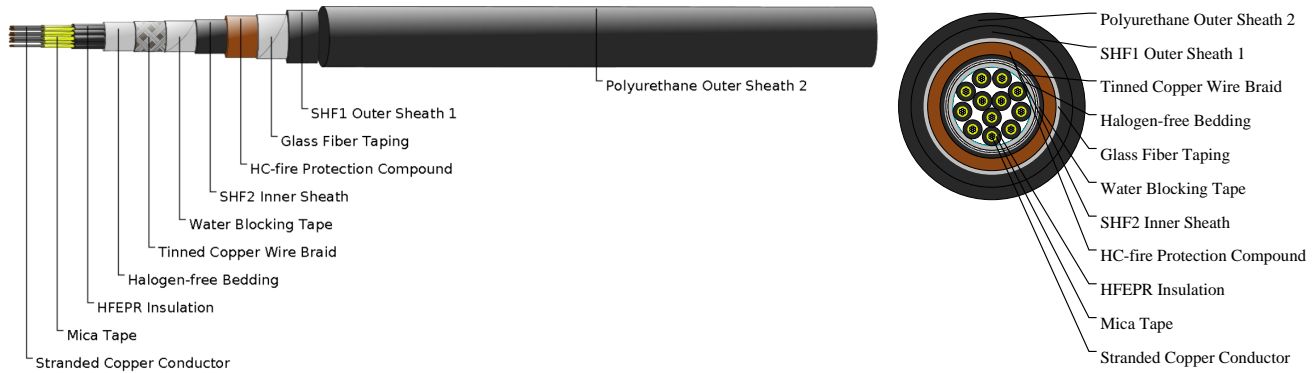 Polyurethane Outer Sheath 2
SHF1 Outer Sheath 1
Glass Fiber Taping
HC-fire Protection Compound
SHF2 Inner Sheath
Water Blocking Tape
Tinned Copper Wire Braid
Halogen-free Bedding
HFEPR Insulation
Mica Tape
Stranded Copper Conductor
Polyurethane Outer Sheath 2
SHF1 Outer Sheath 1
Tinned Copper Wire Braid
Halogen-free Bedding
Glass Fiber Taping
Water Blocking Tape
SHF2 Inner Sheath
HC-fire Protection Compound
HFEPR Insulation
Mica Tape
Stranded Copper Conductor